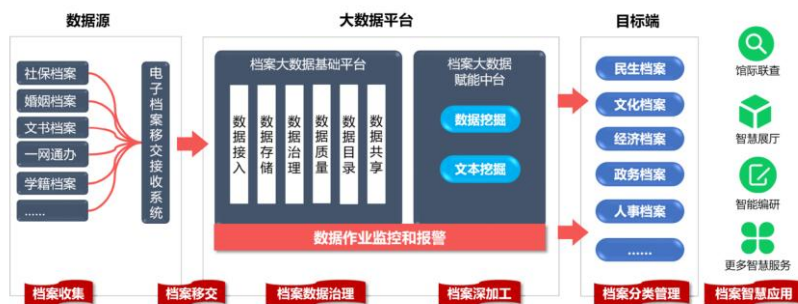 数据源
大数据平台
目标端
社保档案
婚姻档案
文书档案
一网通办
学籍档案
......
电子档案移交接收系统
档案大数据基础平台
数据接入
数据存储
数据治理
数据质量
数据目录
数据共享
档案大数据
赋能中台
数据挖掘
文本挖掘
数据作业监控和报警
民生档案
文化档案
经济档案
政务档案
人事档案
......
馆际联查
智慧展厅
智能编研
更多智慧服务
档案收集
档案移交
档案数据治理
档案深加工
档案分类管理
档案智慧应用